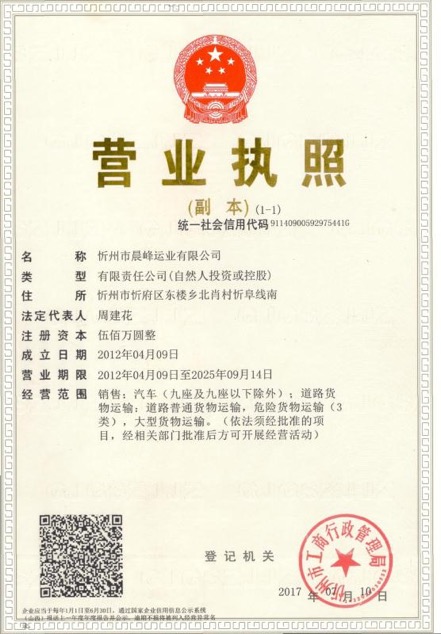 营业执照
(副 本) (1-1)
统一社会信用代码 91140900592975441G
名 称 忻州市晨峰运业有限公司
类 型 有限责任公司(自然人投资或控股)
住 所 忻州市忻府区东楼乡北肖村忻阜线南
法定代表人 周建花
注册资本 伍佰万圆整
成立日期 2012年04月09日
营业期限 2012年04月09日至2025年09月14日
经营范围 销售：汽车（九座及九座以下除外）；道路货
物运输：道路普通货物运输，危险货物运输（3
类），大型货物运输。（依法须经批准的项
目，经相关部门批准后方可开展经营活动）
登记机关
忻州市工商行政管理局
2017 年 07 月 10 日
企业应当于每年1月1日至6月30日，通过国家企业信用信息公示系统